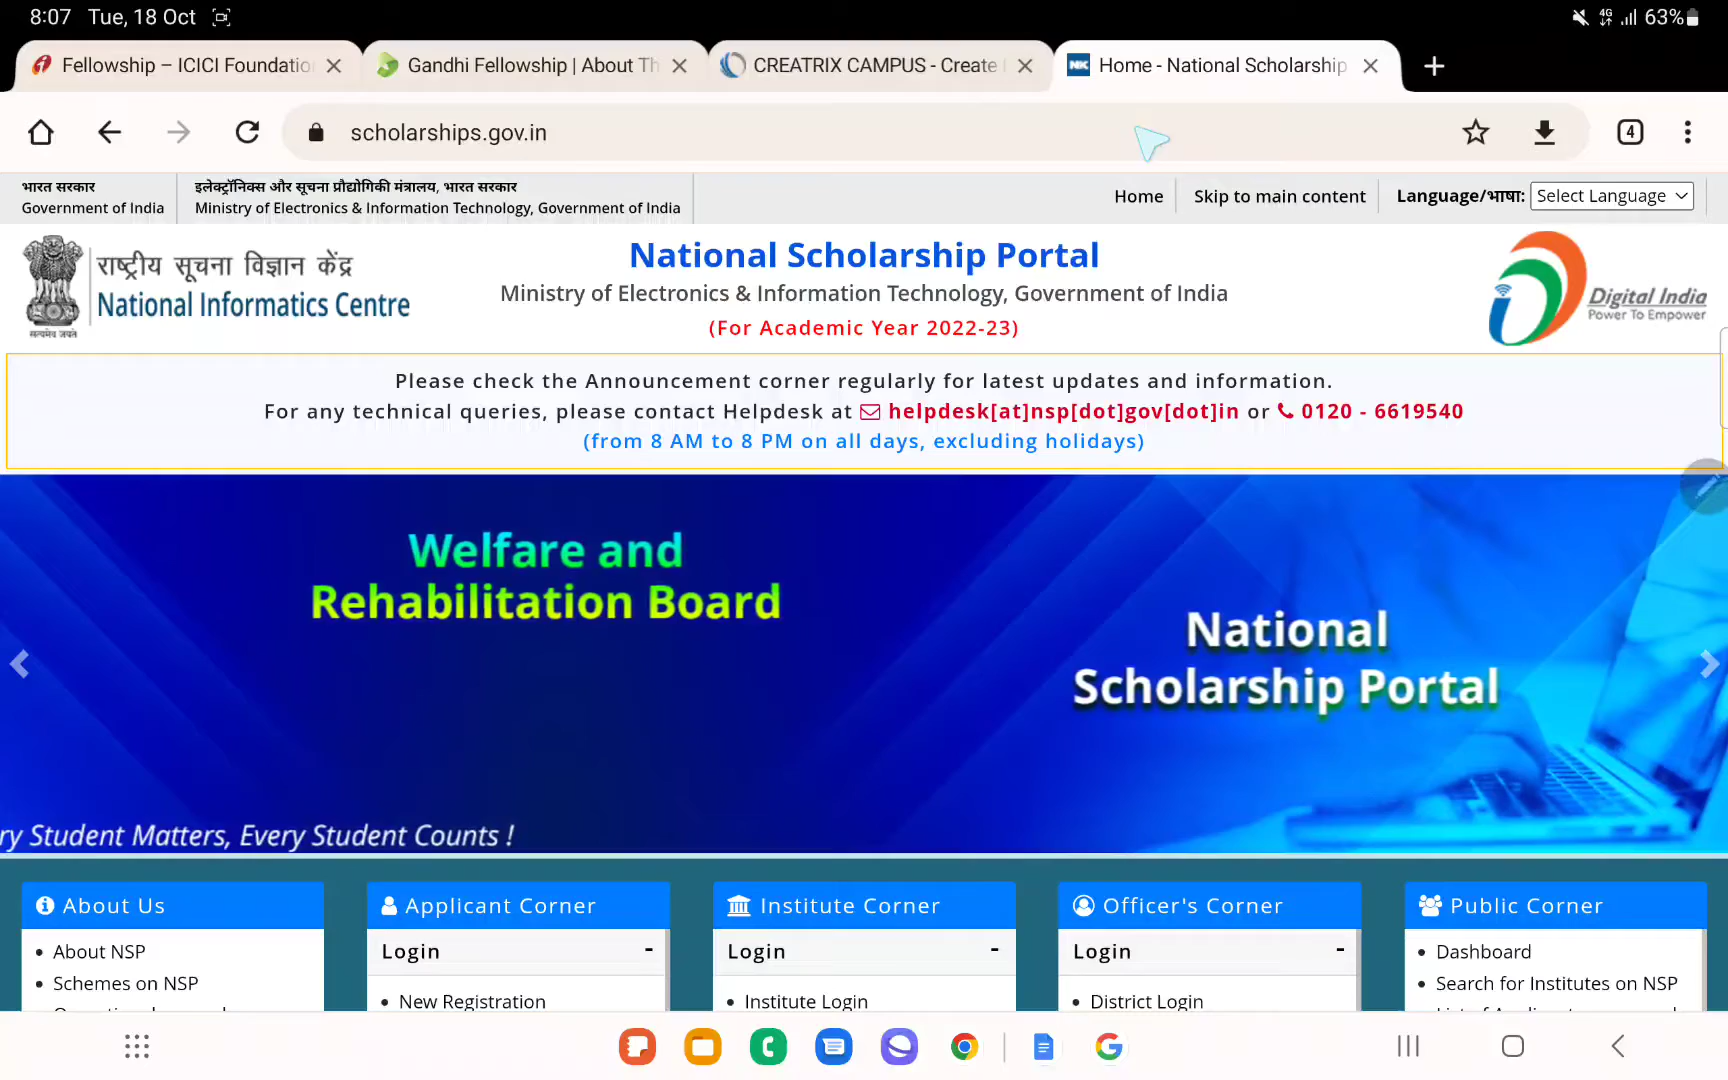 8:07 Tue, 18 Oct
4G 63%
Fellowship – ICICI Foundatio
Gandhi Fellowship | About Th
CREATRIX CAMPUS - Create
Home - National Scholarship
scholarships.gov.in
4
भारत सरकार
Government of India
इलेक्ट्रॉनिक्स और सूचना प्रौद्योगिकी मंत्रालय, भारत सरकार
Ministry of Electronics & Information Technology, Government of India
Home
Skip to main content
Language/भाषा: Select Language
राष्ट्रीय सूचना विज्ञान केंद्र
National Informatics Centre
सत्यमेव जयते
National Scholarship Portal
Ministry of Electronics & Information Technology, Government of India
(For Academic Year 2022-23)
Digital India
Power To Empower
Please check the Announcement corner regularly for latest updates and information.
For any technical queries, please contact Helpdesk at helpdesk[at]nsp[dot]gov[dot]in or 0120 - 6619540
(from 8 AM to 8 PM on all days, excluding holidays)
Welfare and
Rehabilitation Board
National
Scholarship Portal
ry Student Matters, Every Student Counts !
About Us
About NSP
Schemes on NSP
Applicant Corner
Login -
New Registration
Institute Corner
Login -
Institute Login
Officer's Corner
Login -
District Login
Public Corner
Dashboard
Search for Institutes on NSP